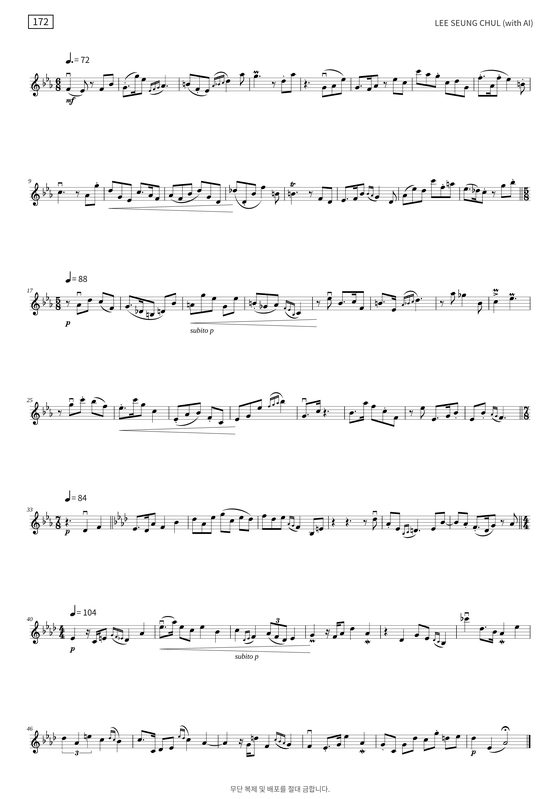 172
LEE SEUNG CHUL (with AI)
= 72
mf
9
17
= 88
p
subito p
25
33
= 84
p
40
= 104
p
subito p
3
46
3
p
무단 복제 및 배포를 절대 금합니다.